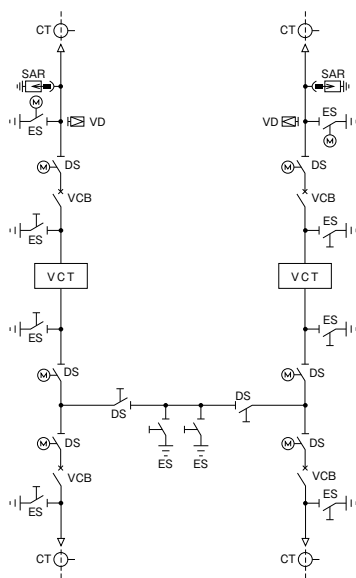 CT CT
SAR SAR
M
ES VD VD ES
M
M DS M DS
VCB VCB
ES ES
VCT VCT
ES ES
M DS M DS
DS DS
ES ES
M DS M DS
VCB VCB
ES ES
CT CT